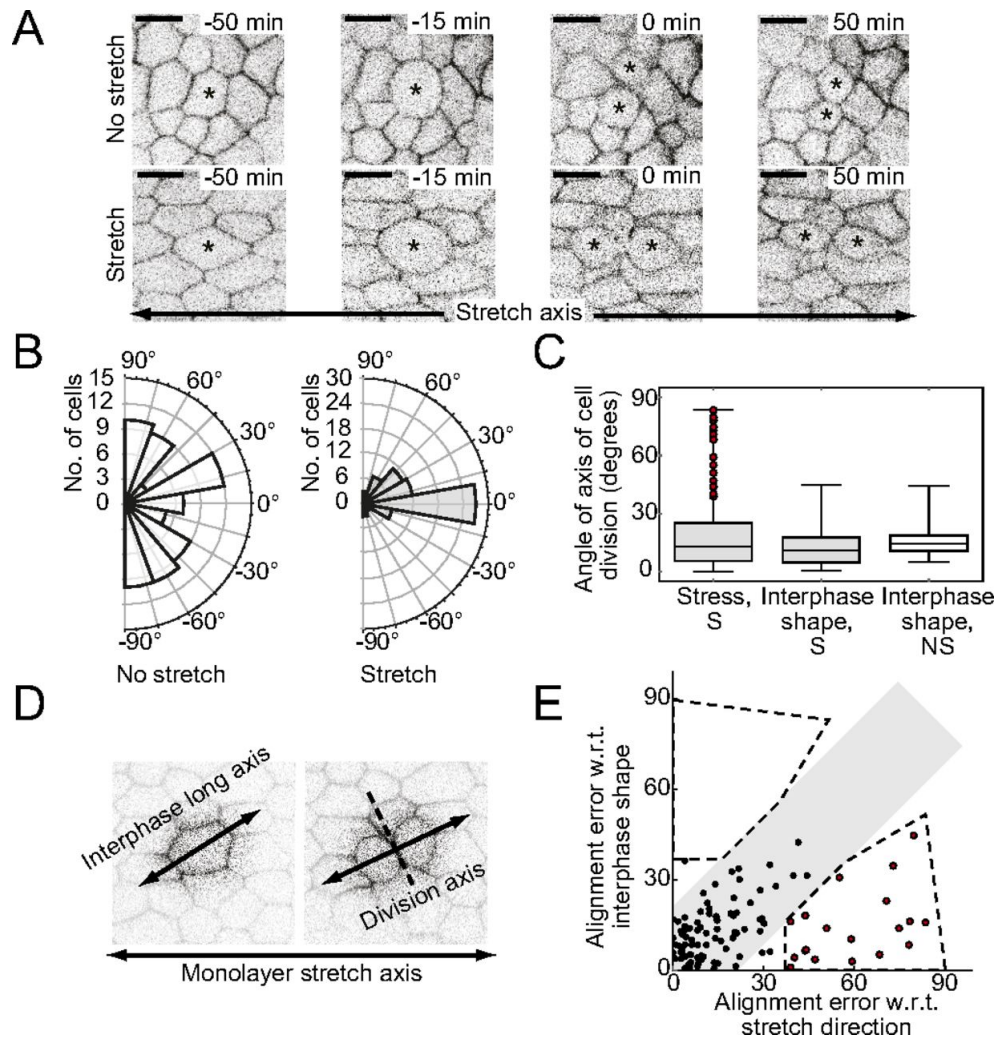 A
No stretch
-50 min
-15 min
0 min
50 min
*
*
*
*
*
*
Stretch
-50 min
-15 min
0 min
50 min
*
*
*
*
*
*
Stretch axis
B
No. of cells
15
12
9
6
3
0
90°
60°
30°
0°
-30°
-60°
-90°
No stretch
No. of cells
30
24
18
12
6
0
90°
60°
30°
0°
-30°
-60°
-90°
Stretch
C
Angle of axis of cell
division (degrees)
90
60
30
0
Stress,
S
Interphase
shape,
S
Interphase
shape,
NS
D
Interphase long axis
Division axis
Monolayer stretch axis
E
Alignment error w.r.t.
interphase shape
90
60
30
0
0
30
60
90
Alignment error w.r.t.
stretch direction